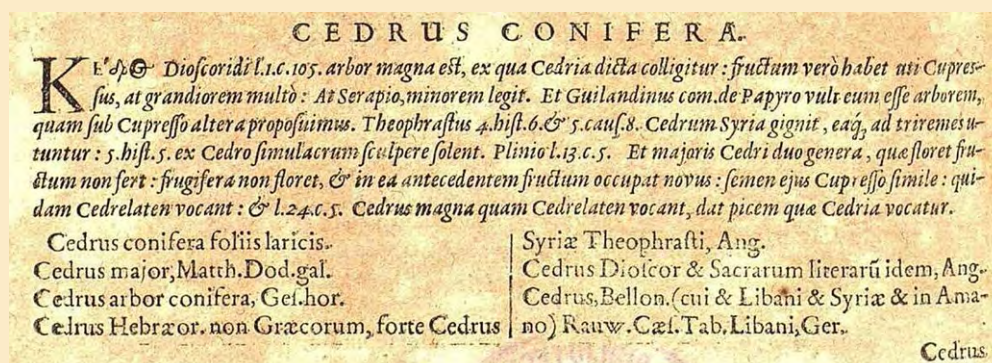 CEDRUS CONIFERA.
ΚΕ'δρ@ Dioſcoridi l.1.c.105. arbor magna eſt, ex qua Cedria dicta colligitur : fructum verò habet uti Cupreſ-
ſus, at grandiorem multò : At Serapio, minorem legit. Et Guilandinus com. de Papyro vult eum eſſe arborem,
quam ſub Cupreſſo altera propoſuimus. Theophraſtus 4. hiſt. 6. & 5. cauſ. 8. Cedrum Syria gignit, eaq́; ad triremes u-
tuntur : 5. hiſt. 5. ex Cedro ſimulacrum ſculpere ſolent. Plinio l.13. c. 5. Et majoris Cedri duo genera, quæ floret fru-
ctum non fert : frugifera non floret, & in ea antecedentem fructum occupat novus : ſemen ejus Cupreſſo ſimile : qui-
dam Cedrelaten vocant : & l.24. c. 5. Cedrus magna quam Cedrelaten vocant, dat picem quæ Cedria vocatur.
Cedrus conifera foliis laricis.
Cedrus major, Matth. Dod. gal.
Cedrus arbor conifera, Geſ. hor.
Cedrus Hebræor. non Græcorum, forte Cedrus
Syriæ Theophraſti, Ang.
Cedrus Dioſcor & Sacrarum literarū idem, Ang.
Cedrus, Bellon. (cui & Libani & Syriæ & in Ama-
no) Rauw. Cæſ. Tab. Libani, Ger.
Cedrus